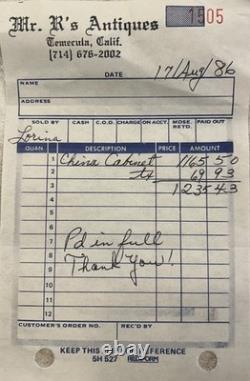 Mr. R's Antiques
1505
Temecula, Calif.
(714) 676-2002
DATE 17/Aug/86
NAME
ADDRESS
SOLD BY CASH C.O.D. CHARGE ON ACCT. MDSE. RETD. PAID OUT
Lorina
QUAN. DESCRIPTION PRICE AMOUNT
1 China Cabinet 1165 50
2 tx 69 93
3 1235 43
4
5
6
7 Pd in full
8 Thank You!
9
10
11
12
CUSTOMER'S ORDER NO. REC'D BY
KEEP THIS REFERENCE
5H 527 REDIFORM